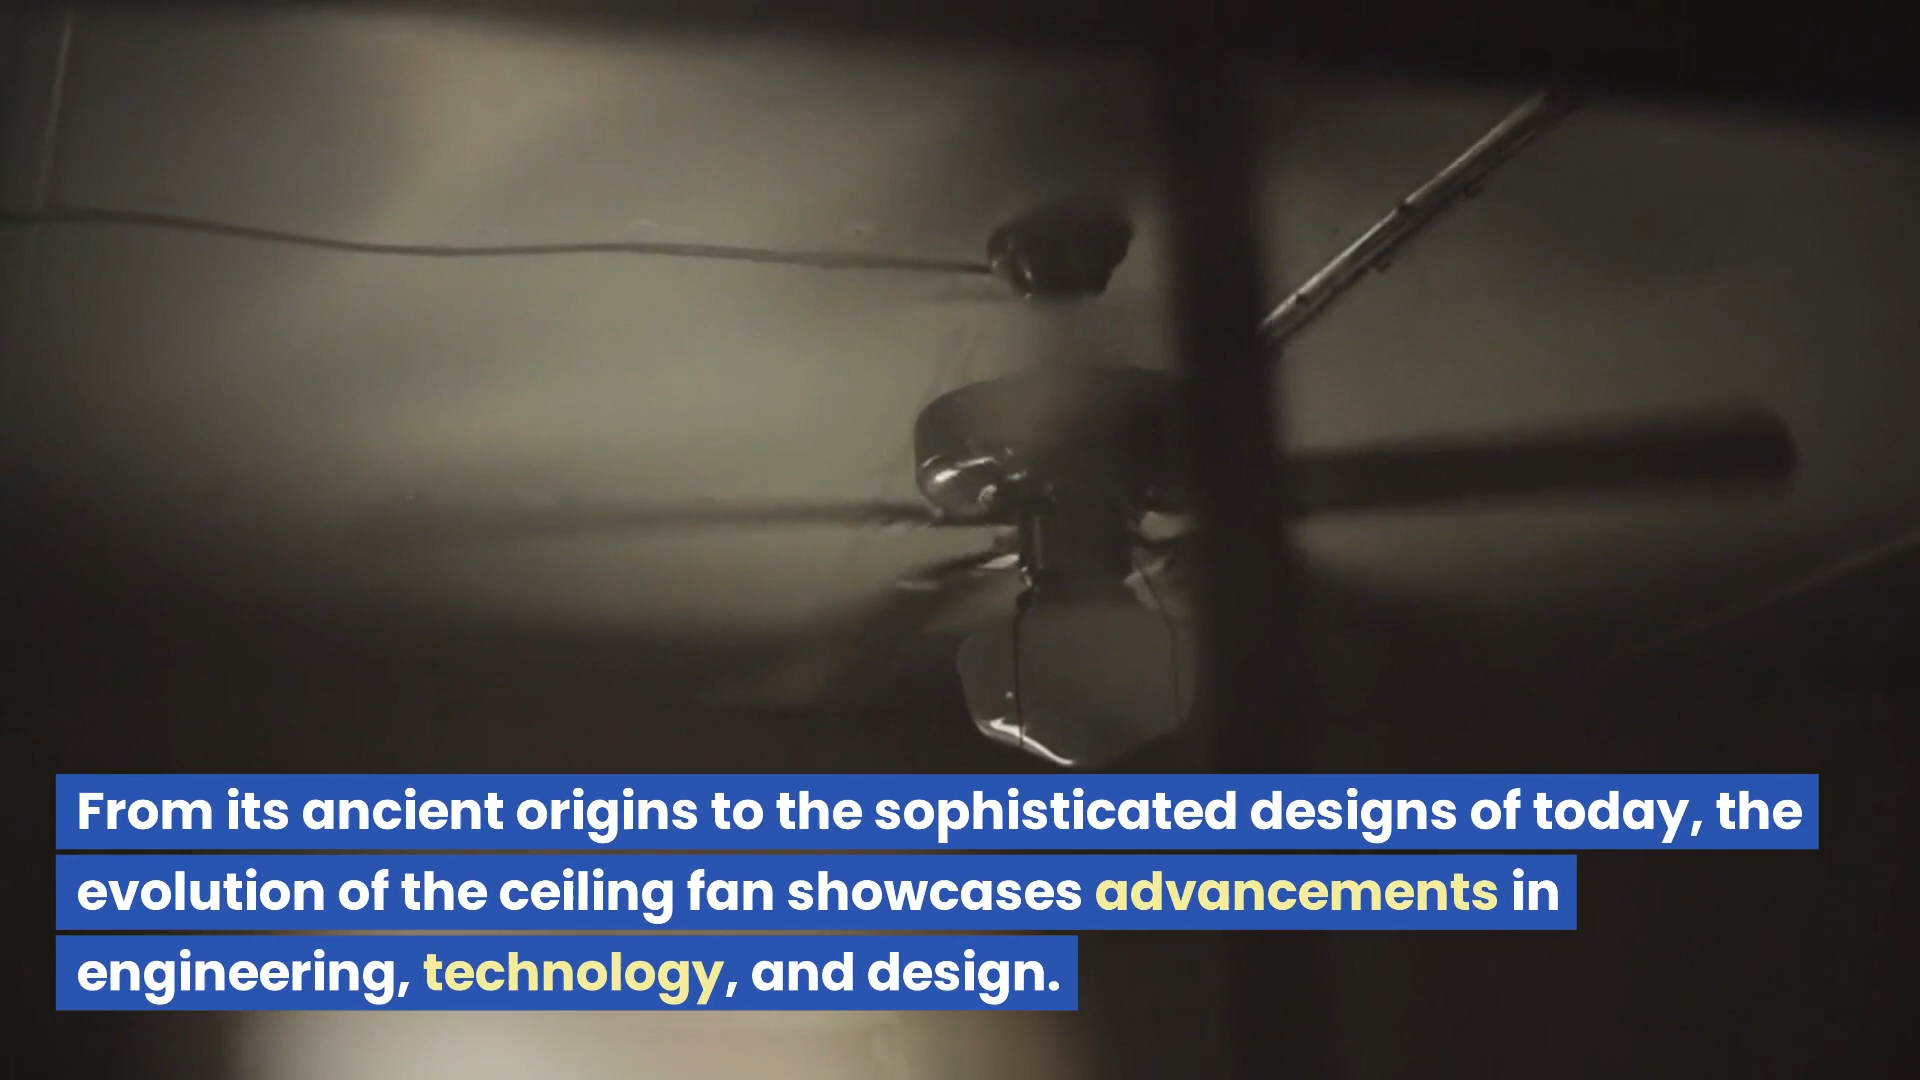 From its ancient origins to the sophisticated designs of today, the
evolution of the ceiling fan showcases advancements in
engineering, technology, and design.